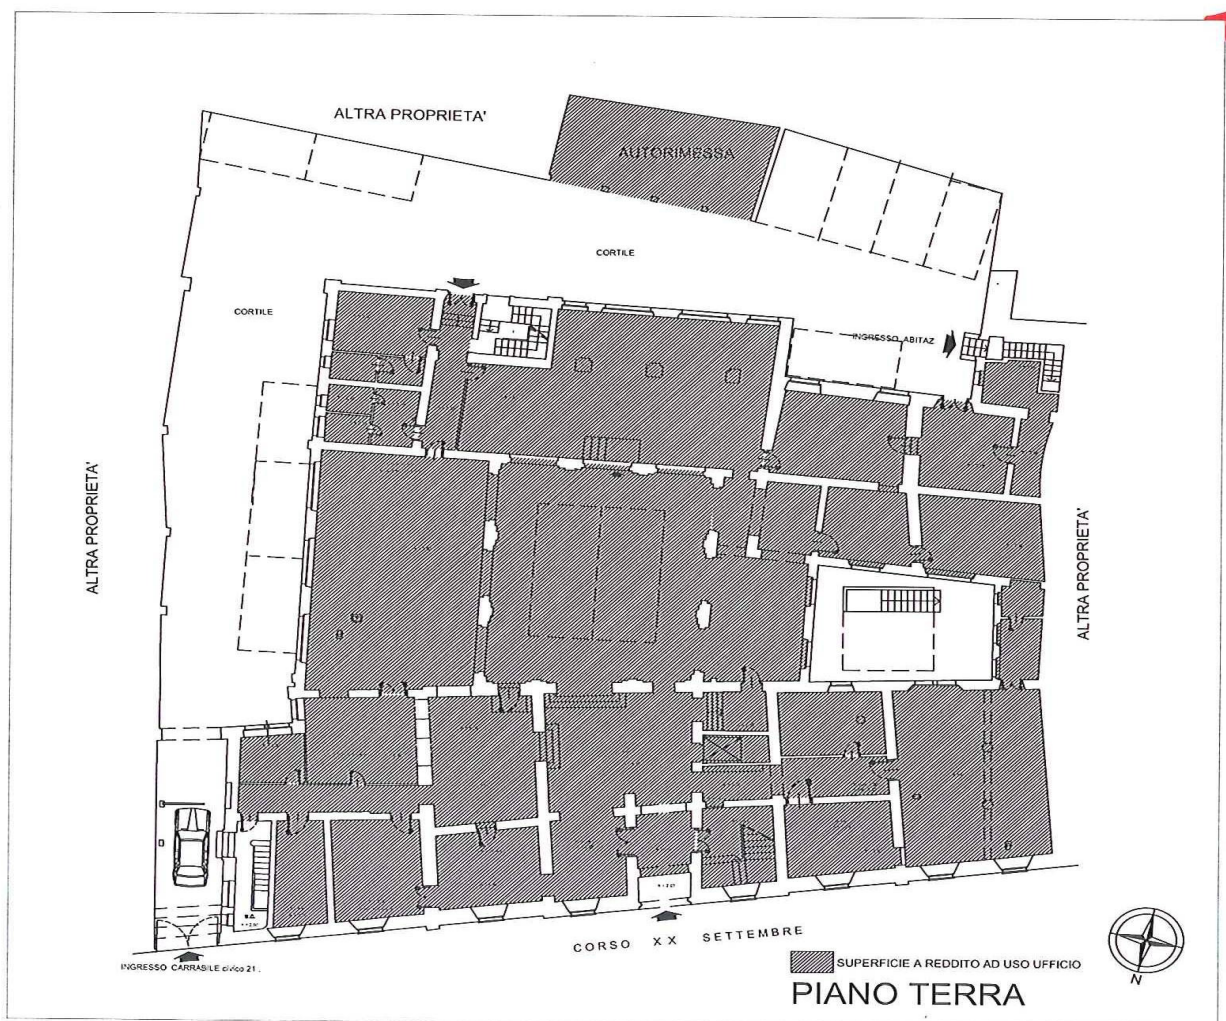 ALTRA PROPRIETA'
AUTORIMESSA
CORTILE
CORTILE
INGRESSO ABITAZ
ALTRA PROPRIETA'
ALTRA PROPRIETA'
CORSO XX SETTEMBRE
INGRESSO CARRASILE civico 21 .
SUPERFICIE A REDDITO AD USO UFFICIO
PIANO TERRA
N